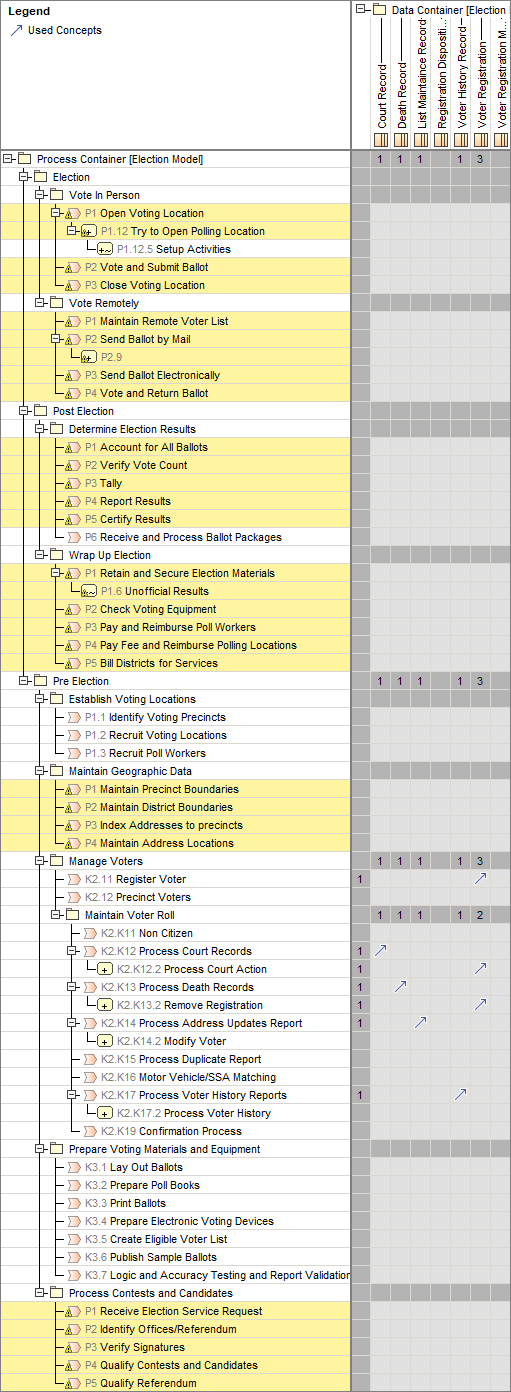 Legend
Used Concepts
Data Container [Election
Court Record
Death Record
List Maintaince Record
Registration Dispositi...
Voter History Record
Voter Registration
Voter Registration M...
Process Container [Election Model] 1 1 1 1 3
Election
Vote In Person
P1 Open Voting Location
P1.12 Try to Open Polling Location
P1.12.5 Setup Activities
P2 Vote and Submit Ballot
P3 Close Voting Location
Vote Remotely
P1 Maintain Remote Voter List
P2 Send Ballot by Mail
P2.9
P3 Send Ballot Electronically
P4 Vote and Return Ballot
Post Election
Determine Election Results
P1 Account for All Ballots
P2 Verify Vote Count
P3 Tally
P4 Report Results
P5 Certify Results
P6 Receive and Process Ballot Packages
Wrap Up Election
P1 Retain and Secure Election Materials
P1.6 Unofficial Results
P2 Check Voting Equipment
P3 Pay and Reimburse Poll Workers
P4 Pay Fee and Reimburse Polling Locations
P5 Bill Districts for Services
Pre Election 1 1 1 1 3
Establish Voting Locations
P1.1 Identify Voting Precincts
P1.2 Recruit Voting Locations
P1.3 Recruit Poll Workers
Maintain Geographic Data
P1 Maintain Precinct Boundaries
P2 Maintain District Boundaries
P3 Index Addresses to precincts
P4 Maintain Address Locations
Manage Voters 1 1 1 1 3
K2.11 Register Voter 1
K2.12 Precinct Voters
Maintain Voter Roll 1 1 1 1 2
K2.K11 Non Citizen
K2.K12 Process Court Records 1
K2.K12.2 Process Court Action 1
K2.K13 Process Death Records 1
K2.K13.2 Remove Registration 1
K2.K14 Process Address Updates Report 1
K2.K14.2 Modify Voter
K2.K15 Process Duplicate Report
K2.K16 Motor Vehicle/SSA Matching
K2.K17 Process Voter History Reports 1
K2.K17.2 Process Voter History
K2.K19 Confirmation Process
Prepare Voting Materials and Equipment
K3.1 Lay Out Ballots
K3.2 Prepare Poll Books
K3.3 Print Ballots
K3.4 Prepare Electronic Voting Devices
K3.5 Create Eligible Voter List
K3.6 Publish Sample Ballots
K3.7 Logic and Accuracy Testing and Report Validation
Process Contests and Candidates
P1 Receive Election Service Request
P2 Identify Offices/Referendum
P3 Verify Signatures
P4 Qualify Contests and Candidates
P5 Qualify Referendum